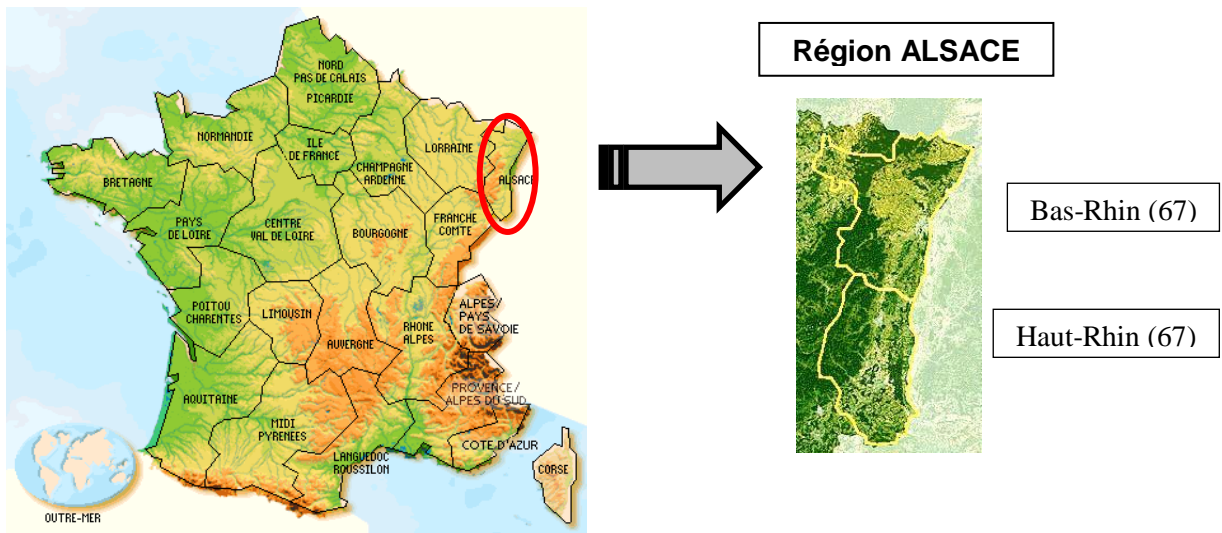 Région ALSACE
NORD
PAS DE CALAIS
PICARDIE
NORMANDIE
ILE
DE FRANCE
LORRAINE
CHAMPAGNE
ARDENNE
ALSACE
BRETAGNE
PAYS
DE LOIRE
CENTRE
VAL DE LOIRE
BOURGOGNE
FRANCHE
COMTE
Bas-Rhin (67)
POITOU
CHARENTES
LIMOUSIN
AUVERGNE
RHONE
ALPES
ALPES/
PAYS
DE SAVOIE
Haut-Rhin (67)
AQUITAINE
MIDI
PYRENEES
PROVENCE/
ALPES DU SUD
COTE D'AZUR
LANGUEDOC
ROUSSILON
CORSE
OUTRE-MER